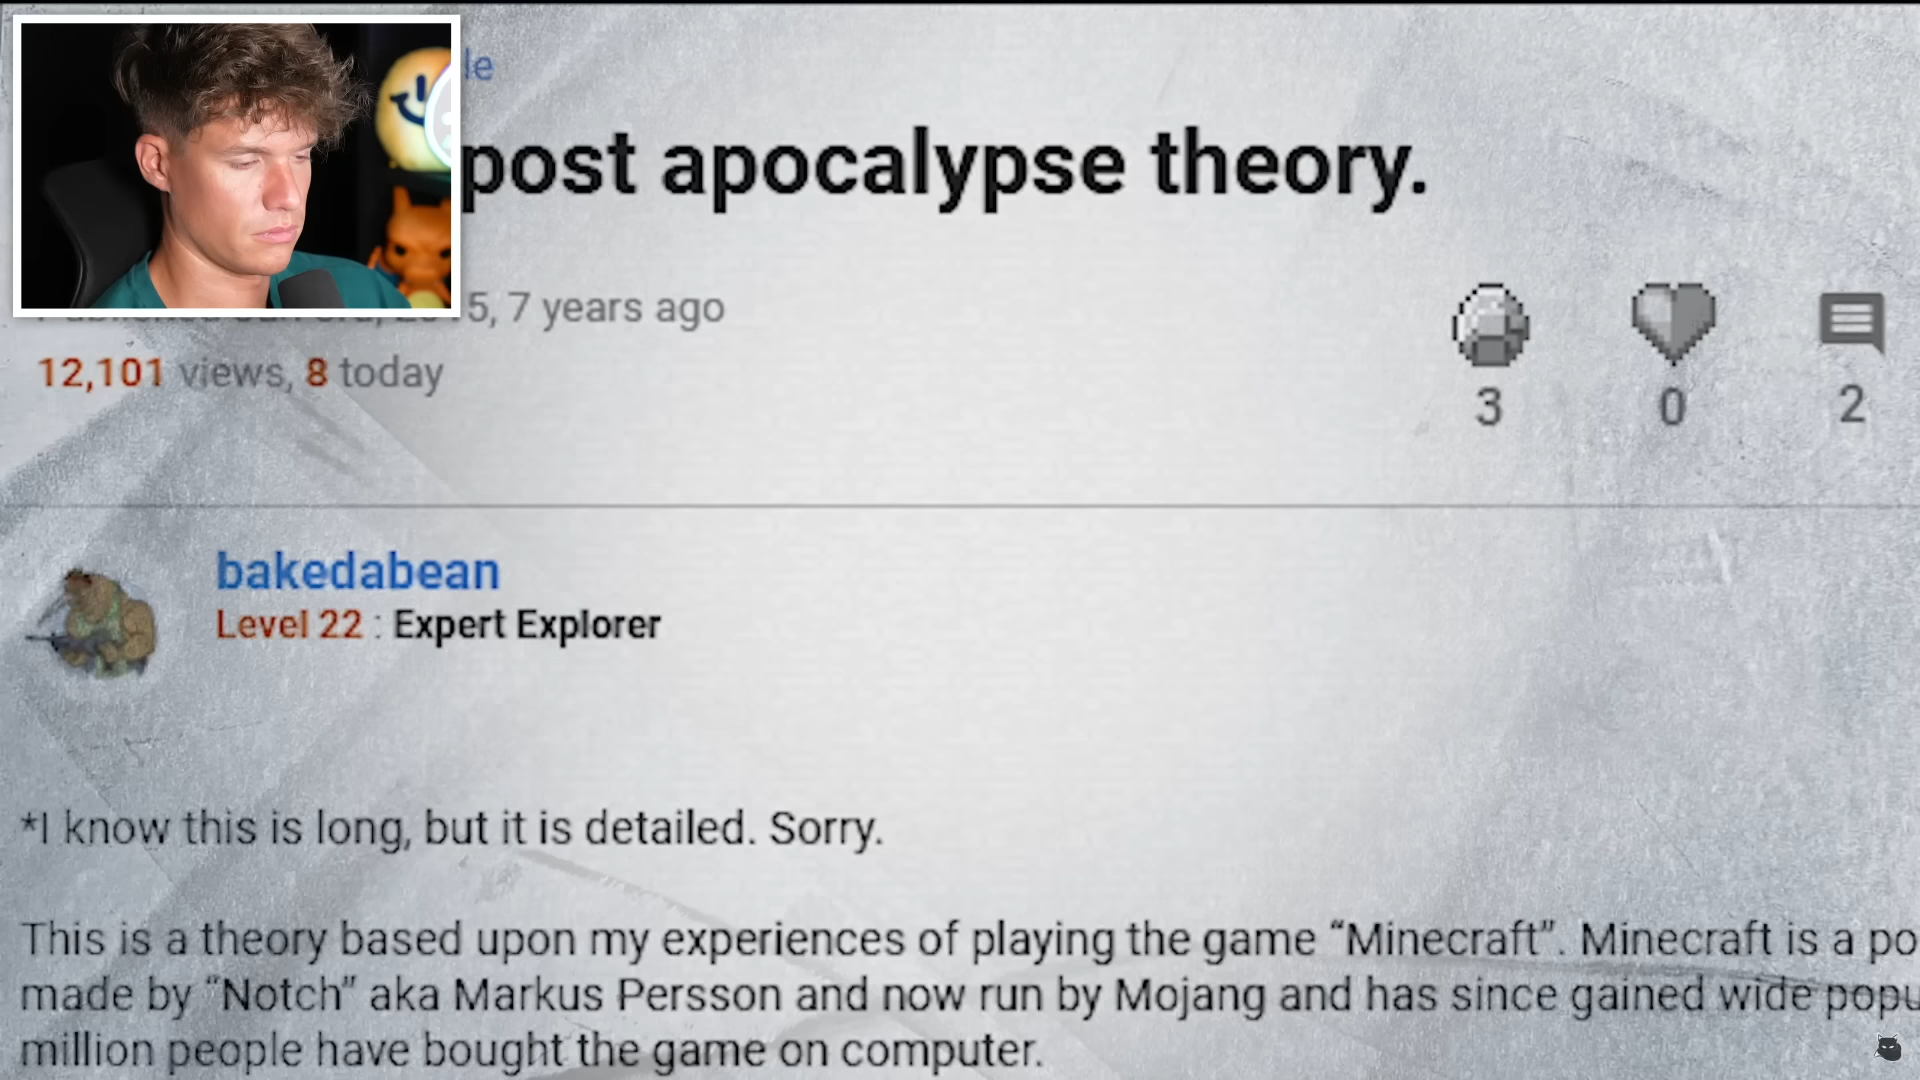 le
post apocalypse theory.
5, 7 years ago
12,101 views, 8 today
3
0
2
bakedabean
Level 22 : Expert Explorer
*I know this is long, but it is detailed. Sorry.
This is a theory based upon my experiences of playing the game “Minecraft”. Minecraft is a po
made by “Notch” aka Markus Persson and now run by Mojang and has since gained wide popu
million people have bought the game on computer.